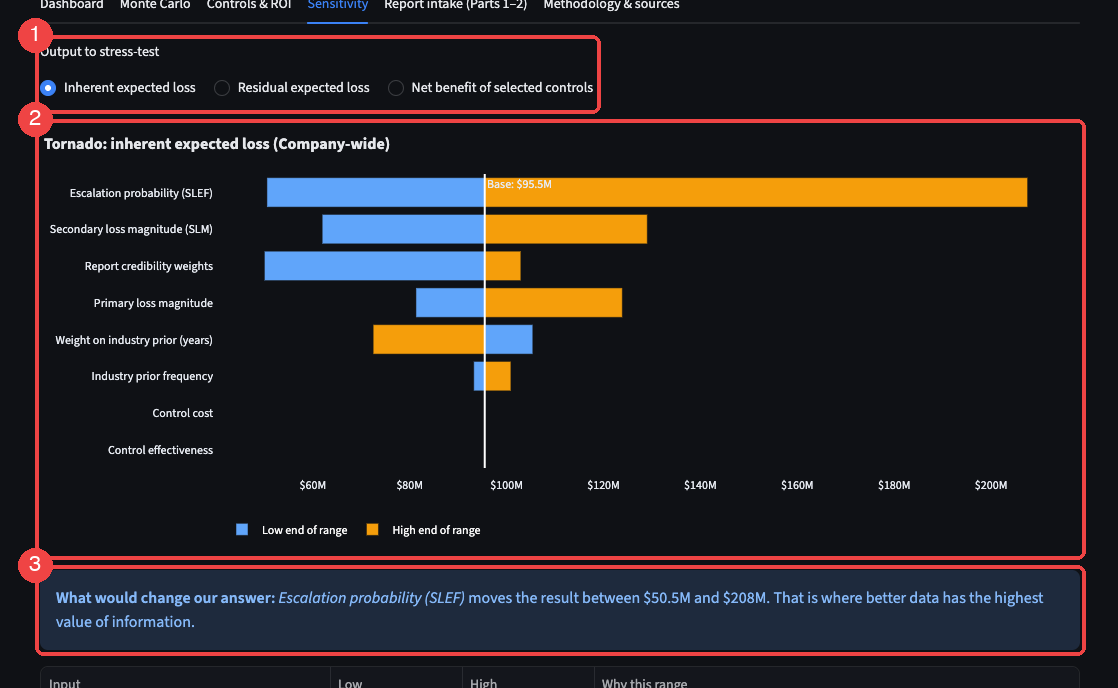 Dashboard Monte Carlo Controls & ROI Sensitivity Report intake (Parts 1–2) Methodology & sources
1
Output to stress-test
Inherent expected loss Residual expected loss Net benefit of selected controls
2
Tornado: inherent expected loss (Company-wide)
Base: $95.5M
Escalation probability (SLEF)
Secondary loss magnitude (SLM)
Report credibility weights
Primary loss magnitude
Weight on industry prior (years)
Industry prior frequency
Control cost
Control effectiveness
$60M $80M $100M $120M $140M $160M $180M $200M
Low end of range High end of range
3
What would change our answer: Escalation probability (SLEF) moves the result between $50.5M and $208M. That is where better data has the highest
value of information.
Input Low High Why this range